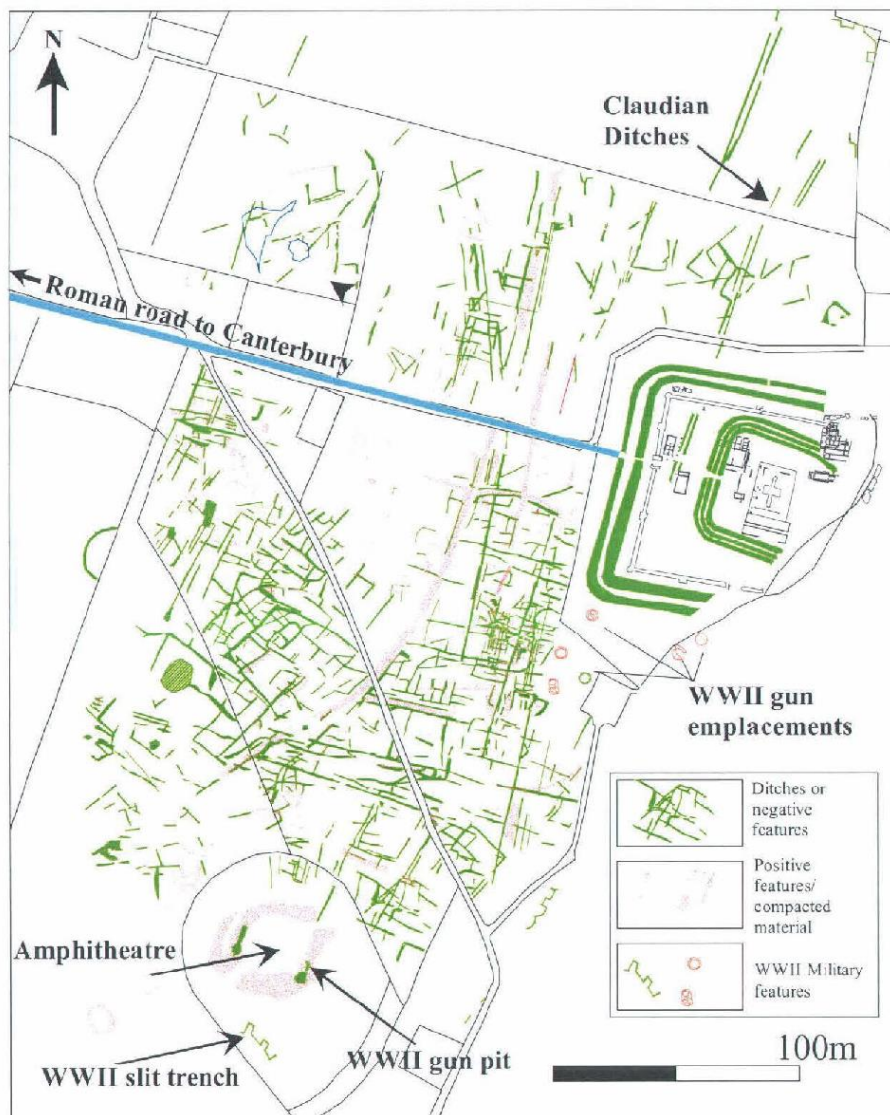 N
Claudian
Ditches
Roman road to Canterbury
WWII gun
emplacements
Ditches or
negative
features
Positive
features/
compacted
material
WWII Military
features
Amphitheatre
WWII gun pit
WWII slit trench
100m